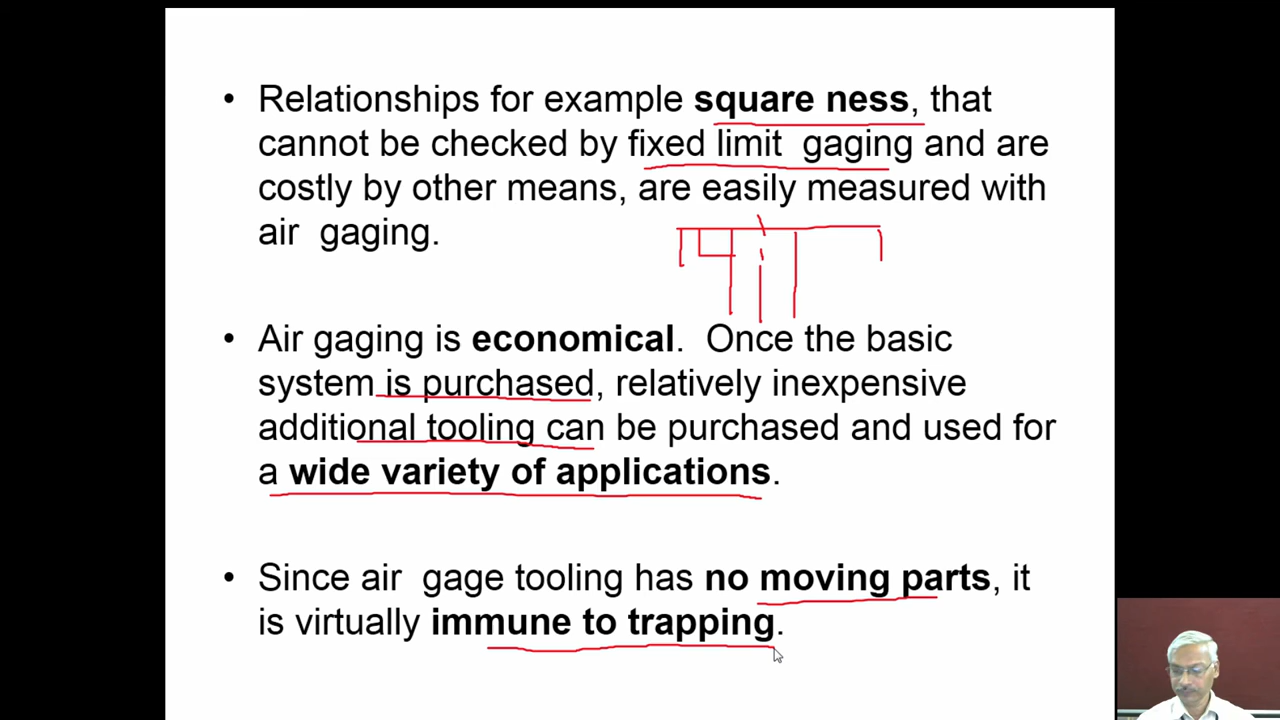 • Relationships for example square ness, that
cannot be checked by fixed limit gaging and are
costly by other means, are easily measured with
air gaging.
• Air gaging is economical. Once the basic
system is purchased, relatively inexpensive
additional tooling can be purchased and used for
a wide variety of applications.
• Since air gage tooling has no moving parts, it
is virtually immune to trapping.